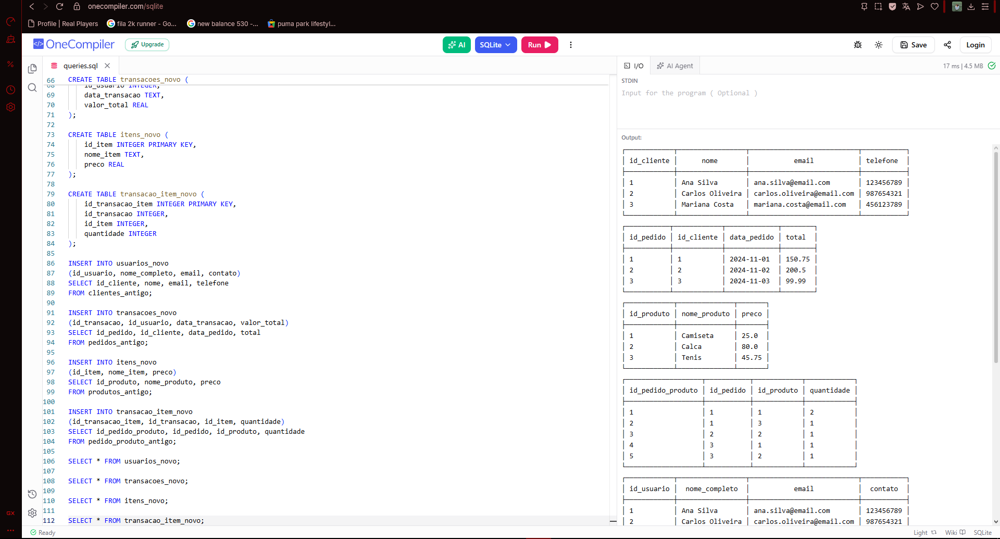 onecompiler.com/sqlite
Profile | Real Players
fila 2k runner - Go...
new balance 530 -...
puma park lifestyl...
OneCompiler
Upgrade
AI
SQLite
Run
Save
Login
queries.sql
I/O
AI Agent
17 ms | 4.5 MB
66 CREATE TABLE transacoes_novo (
68 id_usuario INTEGER,
69 data_transacao TEXT,
70 valor_total REAL
71 );
72
73 CREATE TABLE itens_novo (
74 id_item INTEGER PRIMARY KEY,
75 nome_item TEXT,
76 preco REAL
77 );
78
79 CREATE TABLE transacao_item_novo (
80 id_transacao_item INTEGER PRIMARY KEY,
81 id_transacao INTEGER,
82 id_item INTEGER,
83 quantidade INTEGER
84 );
85
86 INSERT INTO usuarios_novo
87 (id_usuario, nome_completo, email, contato)
88 SELECT id_cliente, nome, email, telefone
89 FROM clientes_antigo;
90
91 INSERT INTO transacoes_novo
92 (id_transacao, id_usuario, data_transacao, valor_total)
93 SELECT id_pedido, id_cliente, data_pedido, total
94 FROM pedidos_antigo;
95
96 INSERT INTO itens_novo
97 (id_item, nome_item, preco)
98 SELECT id_produto, nome_produto, preco
99 FROM produtos_antigo;
100
101 INSERT INTO transacao_item_novo
102 (id_transacao_item, id_transacao, id_item, quantidade)
103 SELECT id_pedido_produto, id_pedido, id_produto, quantidade
104 FROM pedido_produto_antigo;
105
106 SELECT * FROM usuarios_novo;
107
108 SELECT * FROM transacoes_novo;
109
110 SELECT * FROM itens_novo;
111
112 SELECT * FROM transacao_item_novo;
STDIN
Input for the program ( Optional )
Output:
id_cliente nome email telefone
1 Ana Silva ana.silva@email.com 123456789
2 Carlos Oliveira carlos.oliveira@email.com 987654321
3 Mariana Costa mariana.costa@email.com 456123789
id_pedido id_cliente data_pedido total
1 1 2024-11-01 150.75
2 2 2024-11-02 200.5
3 3 2024-11-03 99.99
id_produto nome_produto preco
1 Camiseta 25.0
2 Calca 80.0
3 Tenis 45.75
id_pedido_produto id_pedido id_produto quantidade
1 1 1 2
2 1 3 1
3 2 2 1
4 3 1 1
5 3 2 1
id_usuario nome_completo email contato
1 Ana Silva ana.silva@email.com 123456789
2 Carlos Oliveira carlos.oliveira@email.com 987654321
GX
Ready
Light
Wiki
SQLite